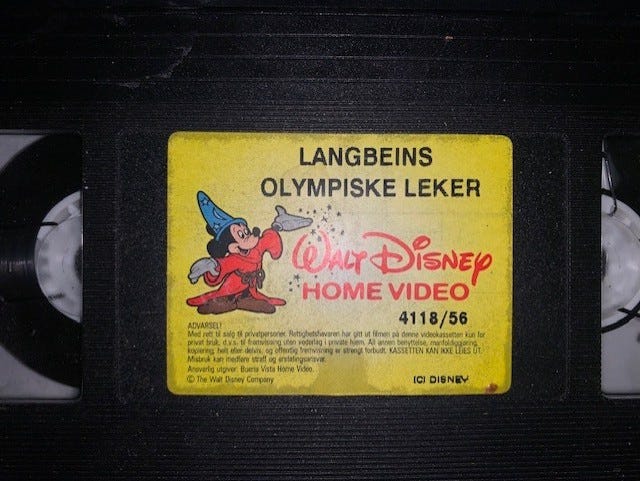 LANGBEINS
OLYMPISKE LEKER
WALT DISNEY
HOME VIDEO
4118/56
ADVARSEL!
Med rett til salg til privatpersoner. Rettighetshaveren har gitt ut filmen på denne videokassetten kun for
privat bruk, d.v.s. til framvisning uten vederlag i private hjem. All annen benyttelse, mangfoldiggjøring,
kopiering, helt eller delvis, og offentlig fremvisning er strengt forbudt. KASSETTEN KAN IKKE LEIES UT.
Misbruk kan medføre straff og erstatningsansvar.
Ansvarlig utgiver: Buena Vista Home Video.
© The Walt Disney Company
(C) DISNEY